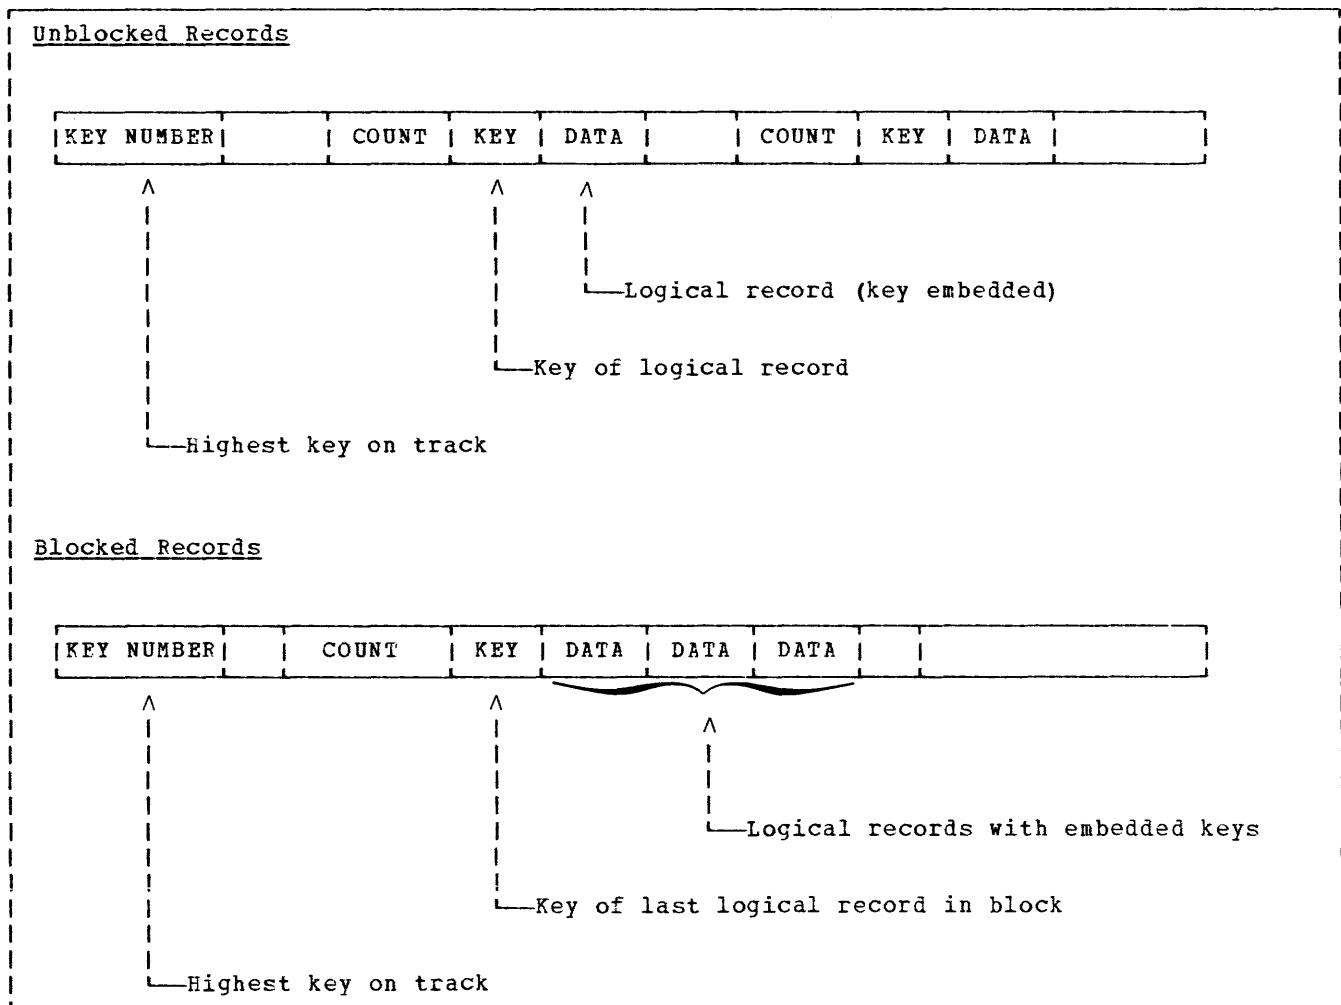 Unblocked Records
KEY NUMBER COUNT KEY DATA COUNT KEY DATA
Logical record (key embedded)
Key of logical record
Highest key on track
Blocked Records
KEY NUMBER COUNT KEY DATA DATA DATA
Logical records with embedded keys
Key of last logical record in block
Highest key on track